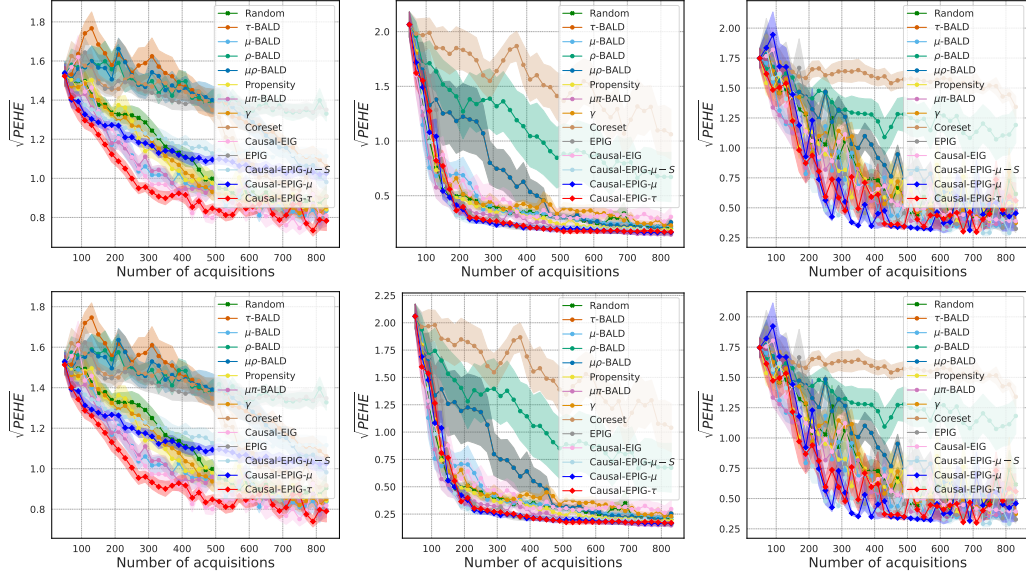 1.8
1.6
1.4
1.2
1.0
0.8
√PEHE
100 200 300 400 500 600 700 800
Number of acquisitions
Random
τ-BALD
μ-BALD
ρ-BALD
μρ-BALD
Propensity
μπ-BALD
γ
Coreset
EPIG
Causal-EIG
Causal-EPIG-μ−S
Causal-EPIG-μ
Causal-EPIG-τ
2.0
1.5
1.0
0.5
√PEHE
100 200 300 400 500 600 700 800
Number of acquisitions
Random
τ-BALD
μ-BALD
ρ-BALD
μρ-BALD
Propensity
μπ-BALD
γ
Coreset
EPIG
Causal-EIG
Causal-EPIG-μ−S
Causal-EPIG-μ
Causal-EPIG-τ
2.00
1.75
1.50
1.25
1.00
0.75
0.50
0.25
√PEHE
100 200 300 400 500 600 700 800
Number of acquisitions
Random
τ-BALD
μ-BALD
ρ-BALD
μρ-BALD
Propensity
μπ-BALD
γ
Coreset
EPIG
Causal-EIG
Causal-EPIG-μ−S
Causal-EPIG-μ
Causal-EPIG-τ
1.8
1.6
1.4
1.2
1.0
0.8
√PEHE
100 200 300 400 500 600 700 800
Number of acquisitions
Random
τ-BALD
μ-BALD
ρ-BALD
μρ-BALD
Propensity
μπ-BALD
γ
Coreset
Causal-EIG
EPIG
Causal-EPIG-μ−S
Causal-EPIG-μ
Causal-EPIG-τ
2.25
2.00
1.75
1.50
1.25
1.00
0.75
0.50
0.25
√PEHE
100 200 300 400 500 600 700 800
Number of acquisitions
Random
τ-BALD
μ-BALD
ρ-BALD
μρ-BALD
Propensity
μπ-BALD
γ
Coreset
Causal-EIG
EPIG
Causal-EPIG-μ−S
Causal-EPIG-μ
Causal-EPIG-τ
2.00
1.75
1.50
1.25
1.00
0.75
0.50
0.25
√PEHE
100 200 300 400 500 600 700 800
Number of acquisitions
Random
τ-BALD
μ-BALD
ρ-BALD
μρ-BALD
Propensity
μπ-BALD
γ
Coreset
EPIG
Causal-EIG
Causal-EPIG-μ−S
Causal-EPIG-μ
Causal-EPIG-τ